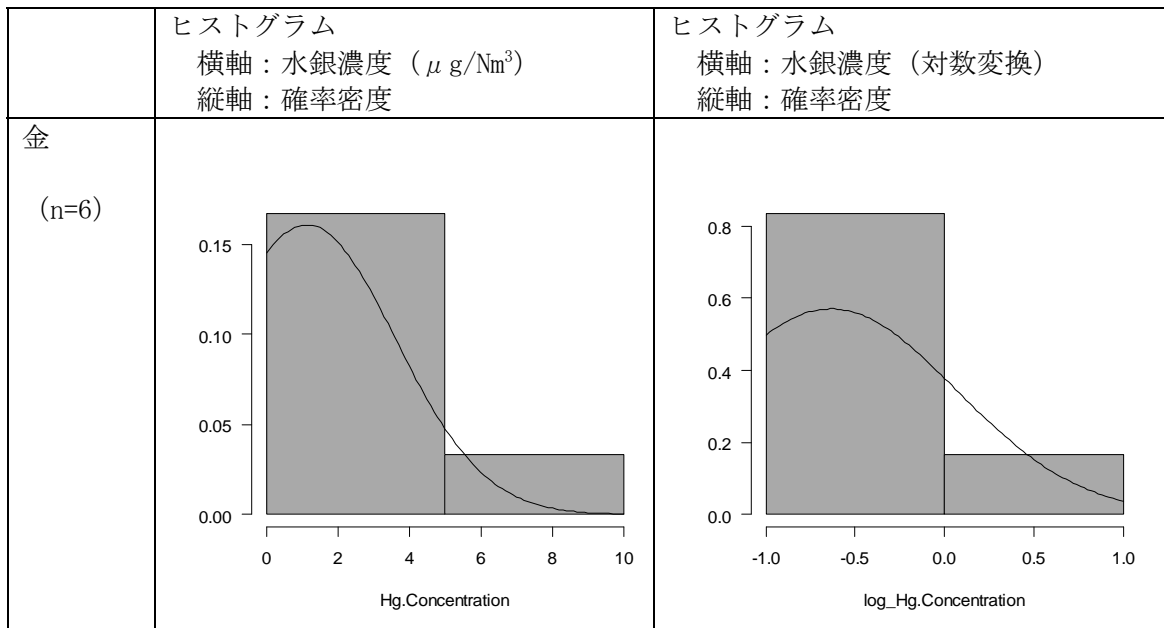 ヒストグラム
横軸：水銀濃度（μg/Nm³）
縦軸：確率密度
ヒストグラム
横軸：水銀濃度（対数変換）
縦軸：確率密度
金
（n=6）
0.15
0.10
0.05
0.00
0 2 4 6 8 10
Hg.Concentration
0.8
0.6
0.4
0.2
0.0
-1.0 -0.5 0.0 0.5 1.0
log_Hg.Concentration